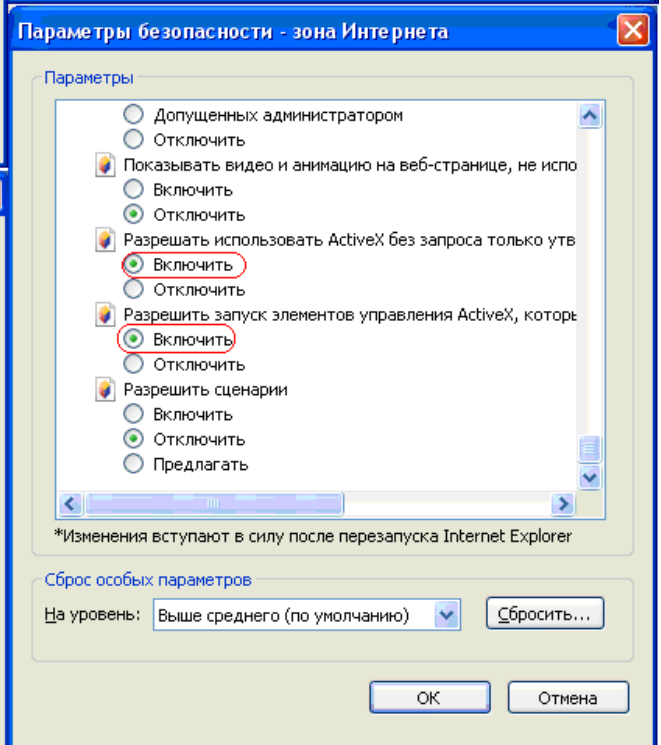 Параметры безопасности - зона Интернета
Параметры
Допущенных администратором
Отключить
Показывать видео и анимацию на веб-странице, не испо
Включить
Отключить
Разрешать использовать ActiveX без запроса только утв
Включить
Отключить
Разрешить запуск элементов управления ActiveX, которы
Включить
Отключить
Разрешить сценарии
Включить
Отключить
Предлагать
*Изменения вступают в силу после перезапуска Internet Explorer
Сброс особых параметров
На уровень: Выше среднего (по умолчанию) Сбросить...
ОК Отмена